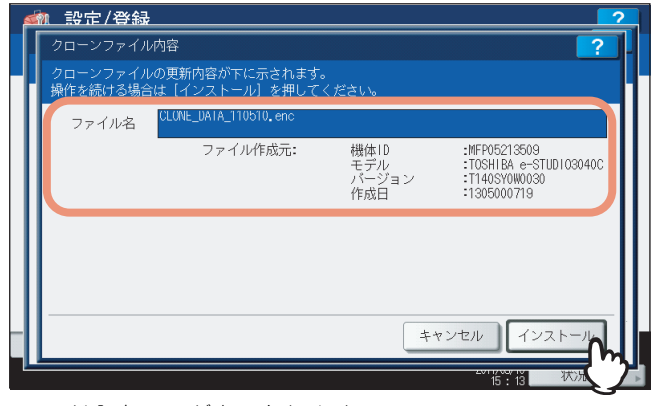 設定/登録
?
クローンファイル内容
?
クローンファイルの更新内容が下に示されます。
操作を続ける場合は［インストール］を押してください。
ファイル名
CLONE_DATA_110510.enc
ファイル作成元:
機体ID :MFP05213509
モデル :TOSHIBA e-STUDIO3040C
バージョン :T140SY0W0030
作成日 :1305000719
キャンセル
インストール
15 : 13
状況